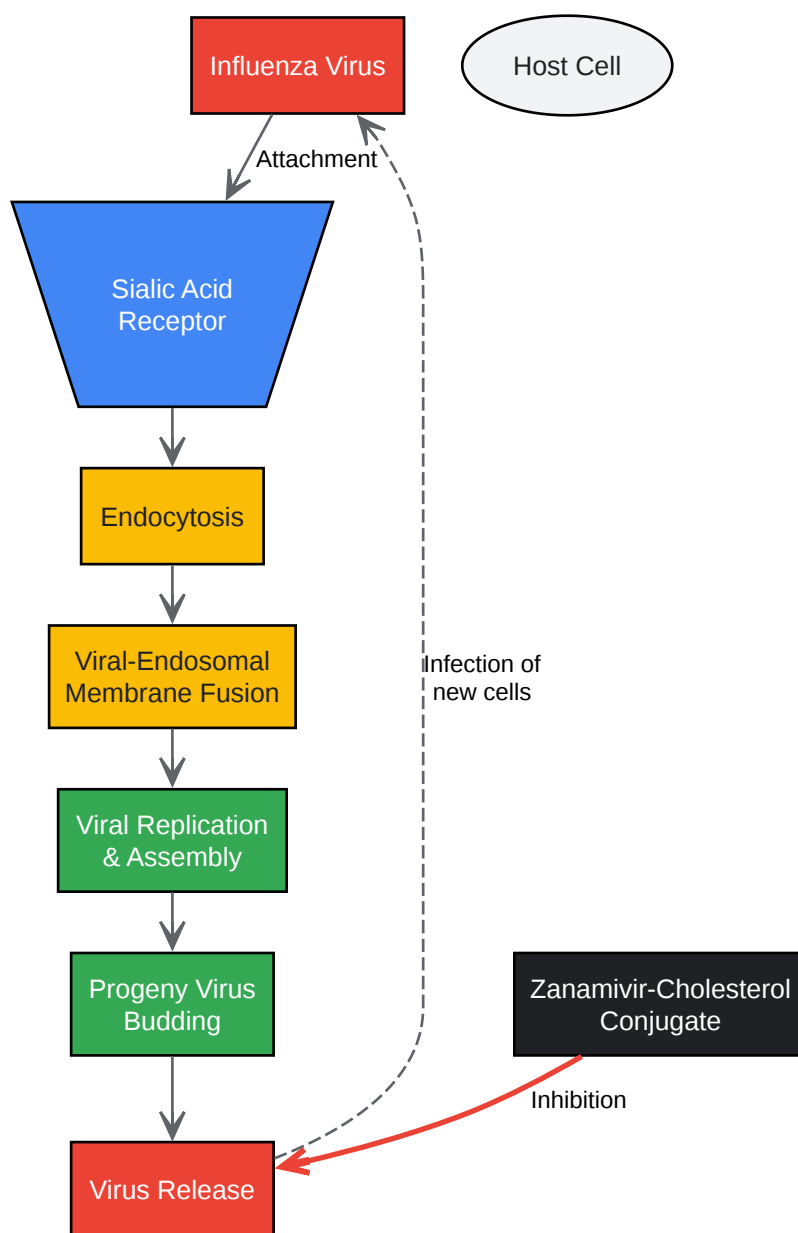 Influenza Virus
Host Cell
Attachment
Sialic Acid
Receptor
Endocytosis
Viral-Endosomal
Membrane Fusion
Infection of
new cells
Viral Replication
& Assembly
Progeny Virus
Budding
Zanamivir-Cholesterol
Conjugate
Inhibition
Virus Release